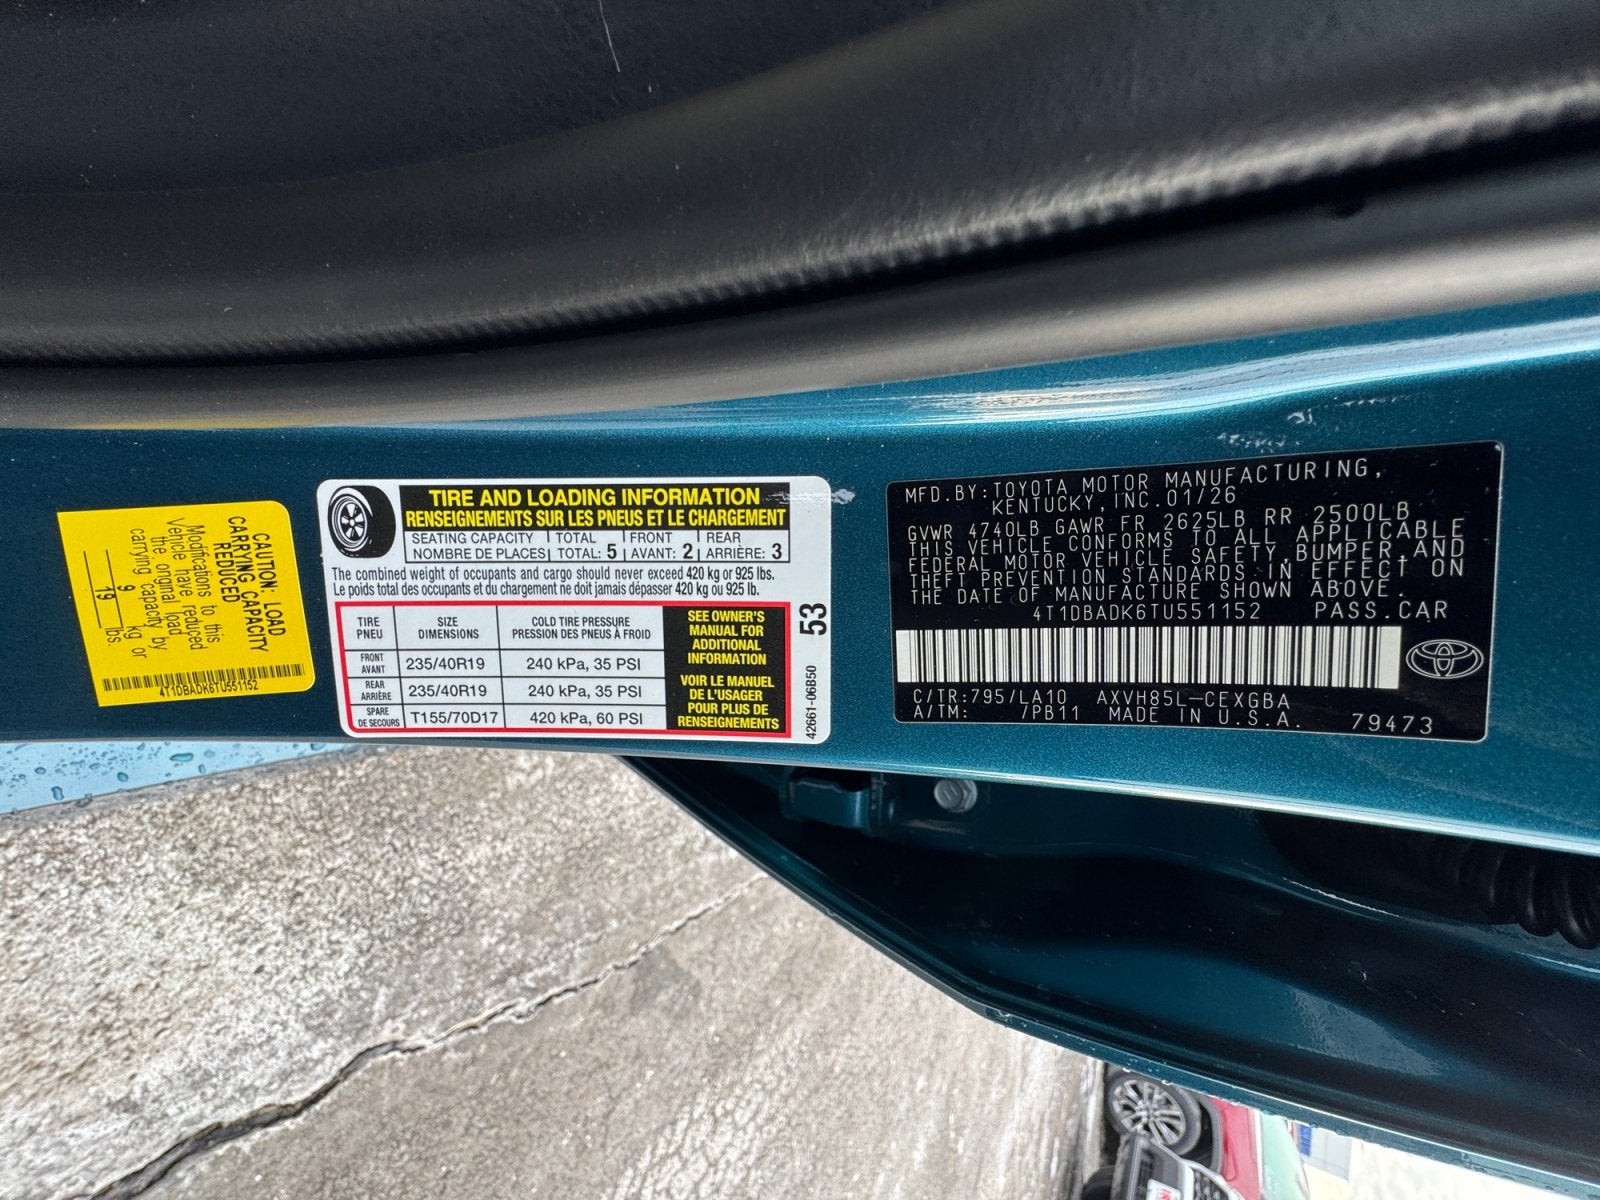 CAUTION: LOAD
CARRYING CAPACITY
REDUCED
Modifications to this
Vehicle have reduced
the original load
carrying capacity by
9 kg or
19 lbs.
4T1DBADK6TU551152
TIRE AND LOADING INFORMATION
RENSEIGNEMENTS SUR LES PNEUS ET LE CHARGEMENT
SEATING CAPACITY TOTAL FRONT REAR
NOMBRE DE PLACES TOTAL: 5 AVANT: 2 ARRIÈRE: 3
The combined weight of occupants and cargo should never exceed 420 kg or 925 lbs.
Le poids total des occupants et du chargement ne doit jamais dépasser 420 kg ou 925 lb.
TIRE
PNEU
SIZE
DIMENSIONS
COLD TIRE PRESSURE
PRESSION DES PNEUS À FROID
FRONT
AVANT
235/40R19
240 kPa, 35 PSI
REAR
ARRIÈRE
235/40R19
240 kPa, 35 PSI
SPARE
DE SECOURS
T155/70D17
420 kPa, 60 PSI
SEE OWNER'S
MANUAL FOR
ADDITIONAL
INFORMATION
VOIR LE MANUEL
DE L'USAGER
POUR PLUS DE
RENSEIGNEMENTS
53
42661-06B50
MFD.BY:TOYOTA MOTOR MANUFACTURING,
KENTUCKY,INC.01/26
GVWR 4740LB GAWR FR 2625LB RR 2500LB
THIS VEHICLE CONFORMS TO ALL APPLICABLE
FEDERAL MOTOR VEHICLE SAFETY,BUMPER,AND
THEFT PREVENTION STANDARDS IN EFFECT ON
THE DATE OF MANUFACTURE SHOWN ABOVE.
4T1DBADK6TU551152 PASS.CAR
C/TR:795/LA10 AXVH85L-CEXGBA
A/TM: /PB11 MADE IN U.S.A. 79473